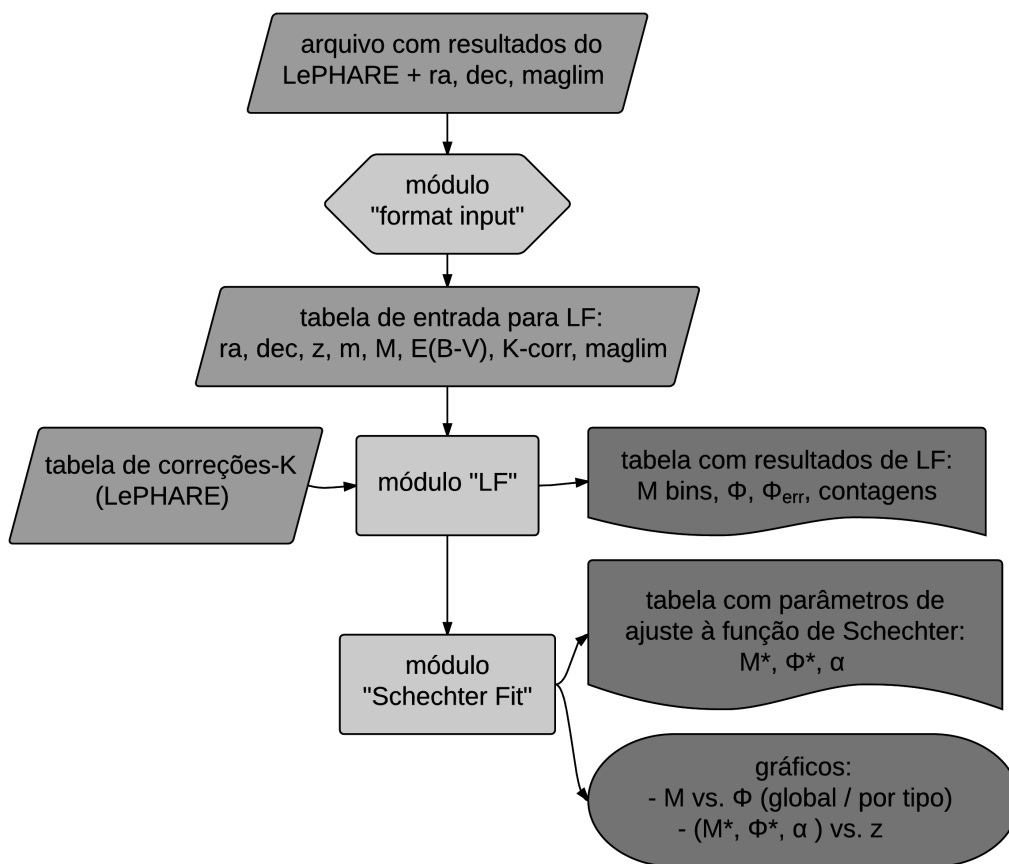 arquivo com resultados do
LePHARE + ra, dec, maglim
módulo
"format input"
tabela de entrada para LF:
ra, dec, z, m, M, E(B-V), K-corr, maglim
tabela de correções-K
(LePHARE)
módulo "LF"
tabela com resultados de LF:
M bins, Φ, Φerr, contagens
módulo
"Schechter Fit"
tabela com parâmetros de
ajuste à função de Schechter:
M*, Φ*, α
gráficos:
- M vs. Φ (global / por tipo)
- (M*, Φ*, α ) vs. z